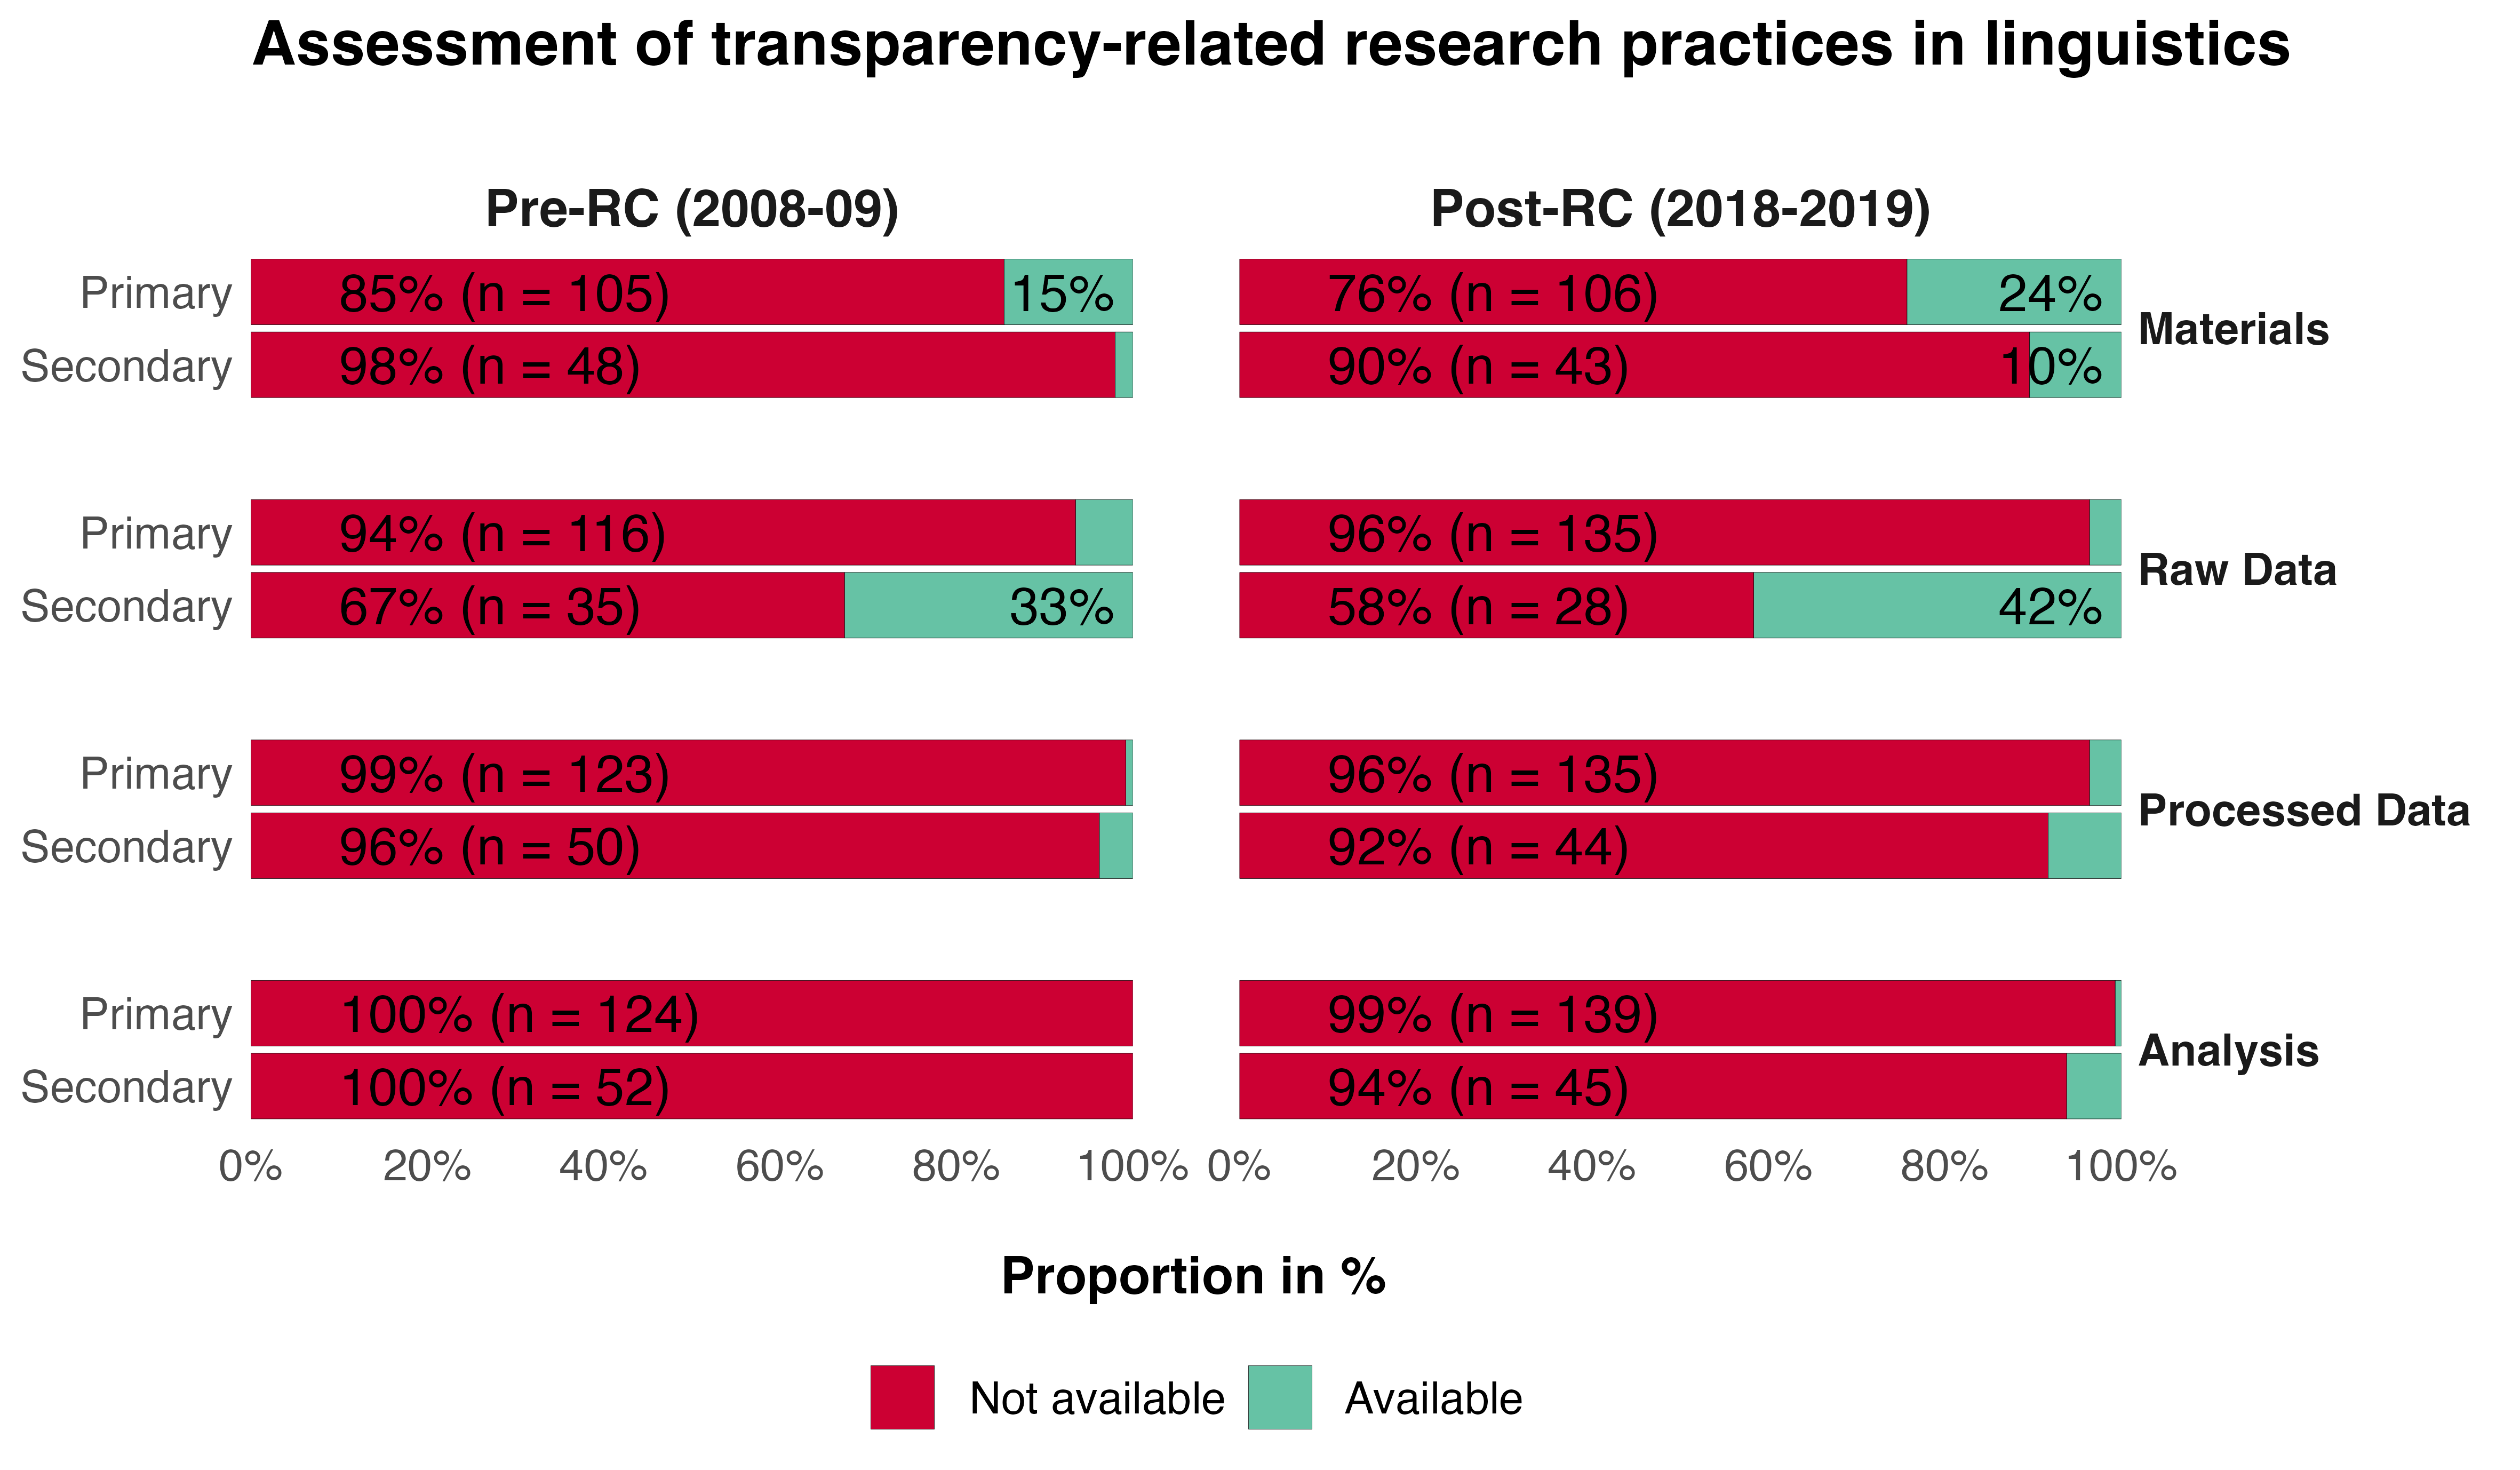 Assessment of transparency-related research practices in linguistics
Pre-RC (2008-09)
Post-RC (2018-2019)
Primary 85% (n = 105) 15% 76% (n = 106) 24%
Materials
Secondary 98% (n = 48) 90% (n = 43) 10%
Primary 94% (n = 116) 96% (n = 135)
Raw Data
Secondary 67% (n = 35) 33% 58% (n = 28) 42%
Primary 99% (n = 123) 96% (n = 135)
Processed Data
Secondary 96% (n = 50) 92% (n = 44)
Primary 100% (n = 124) 99% (n = 139)
Analysis
Secondary 100% (n = 52) 94% (n = 45)
0% 20% 40% 60% 80% 100% 0% 20% 40% 60% 80% 100%
Proportion in %
Not available Available